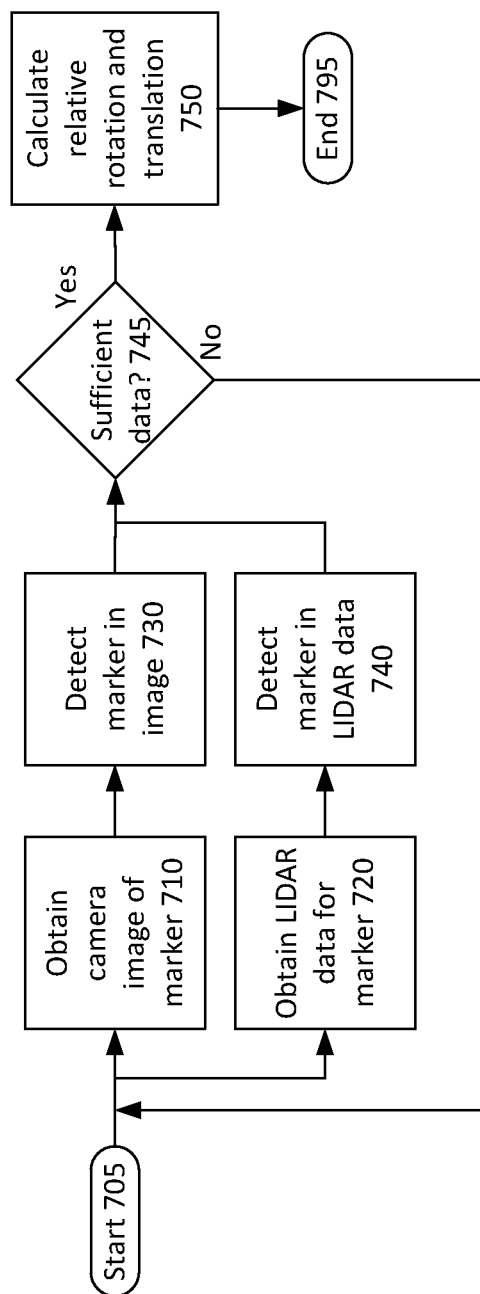 Start 705
Obtain
camera
image of
marker 710
Obtain LIDAR
data for
marker 720
Detect
marker in
image 730
Detect
marker in
LIDAR data
740
Sufficient
data? 745
Yes
No
Calculate
relative
rotation and
translation
750
End 795